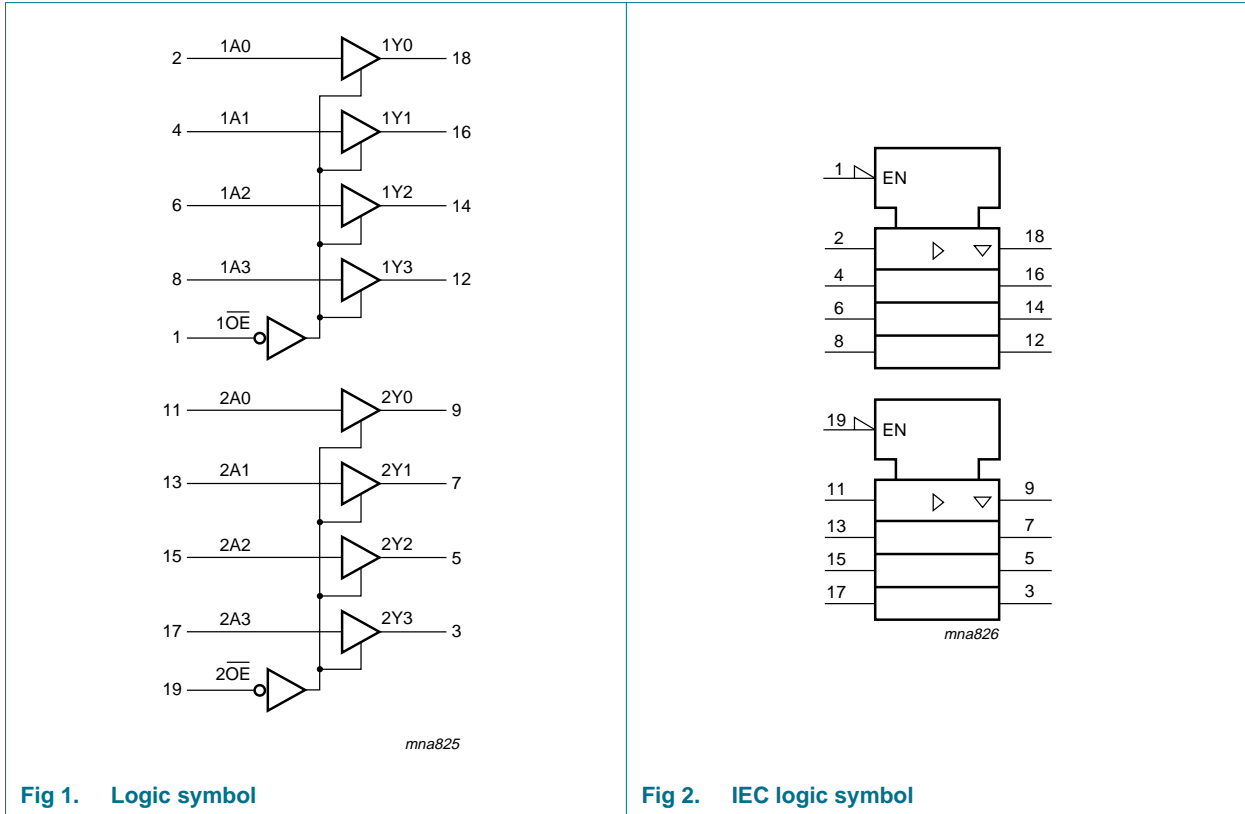 1A0 1Y0
2 18
1A1 1Y1
4 16
1A2 1Y2
6 14
1A3 1Y3
8 12
1O̅E̅
1
2A0 2Y0
11 9
2A1 2Y1
13 7
2A2 2Y2
15 5
2A3 2Y3
17 3
2O̅E̅
19
mna825
Fig 1. Logic symbol
1 EN
2 18
4 16
6 14
8 12
19 EN
11 9
13 7
15 5
17 3
mna826
Fig 2. IEC logic symbol